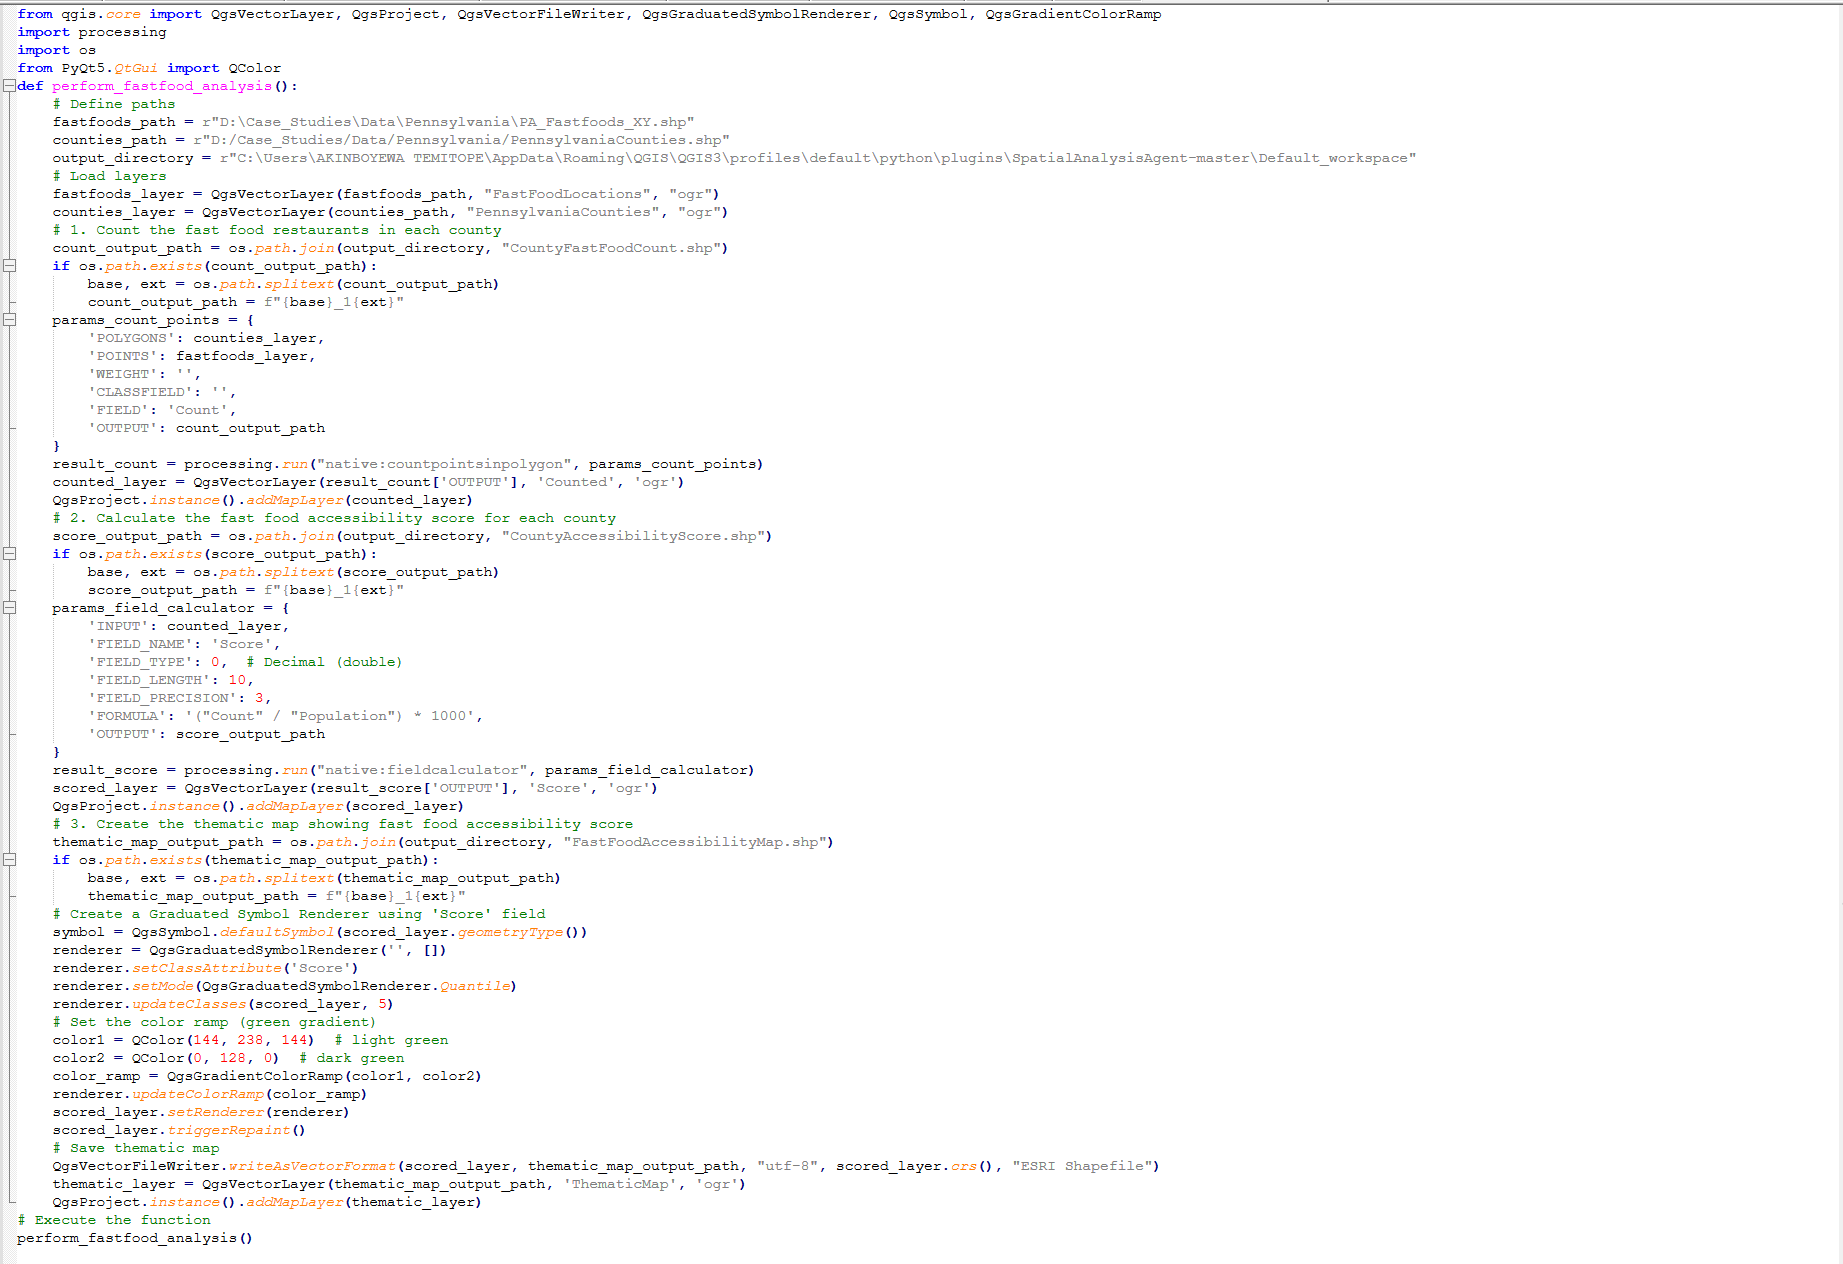 from qgis.core import QgsVectorLayer, QgsProject, QgsVectorFileWriter, QgsGraduatedSymbolRenderer, QgsSymbol, QgsGradientColorRamp
import processing
import os
from PyQt5.QtGui import QColor
def perform_fastfood_analysis():
    # Define paths
    fastfoods_path = r"D:\Case_Studies\Data\Pennsylvania\PA_Fastfoods_XY.shp"
    counties_path = r"D:/Case_Studies/Data/Pennsylvania/PennsylvaniaCounties.shp"
    output_directory = r"C:\Users\AKINBOYEWA TEMITOPE\AppData\Roaming\QGIS\QGIS3\profiles\default\python\plugins\SpatialAnalysisAgent-master\Default_workspace"
    # Load layers
    fastfoods_layer = QgsVectorLayer(fastfoods_path, "FastFoodLocations", "ogr")
    counties_layer = QgsVectorLayer(counties_path, "PennsylvaniaCounties", "ogr")
    # 1. Count the fast food restaurants in each county
    count_output_path = os.path.join(output_directory, "CountyFastFoodCount.shp")
    if os.path.exists(count_output_path):
        base, ext = os.path.splitext(count_output_path)
        count_output_path = f"{base}_1{ext}"
    params_count_points = {
        'POLYGONS': counties_layer,
        'POINTS': fastfoods_layer,
        'WEIGHT': '',
        'CLASSFIELD': '',
        'FIELD': 'Count',
        'OUTPUT': count_output_path
    }
    result_count = processing.run("native:countpointsinpolygon", params_count_points)
    counted_layer = QgsVectorLayer(result_count['OUTPUT'], 'Counted', 'ogr')
    QgsProject.instance().addMapLayer(counted_layer)
    # 2. Calculate the fast food accessibility score for each county
    score_output_path = os.path.join(output_directory, "CountyAccessibilityScore.shp")
    if os.path.exists(score_output_path):
        base, ext = os.path.splitext(score_output_path)
        score_output_path = f"{base}_1{ext}"
    params_field_calculator = {
        'INPUT': counted_layer,
        'FIELD_NAME': 'Score',
        'FIELD_TYPE': 0,  # Decimal (double)
        'FIELD_LENGTH': 10,
        'FIELD_PRECISION': 3,
        'FORMULA': '("Count" / "Population") * 1000',
        'OUTPUT': score_output_path
    }
    result_score = processing.run("native:fieldcalculator", params_field_calculator)
    scored_layer = QgsVectorLayer(result_score['OUTPUT'], 'Score', 'ogr')
    QgsProject.instance().addMapLayer(scored_layer)
    # 3. Create the thematic map showing fast food accessibility score
    thematic_map_output_path = os.path.join(output_directory, "FastFoodAccessibilityMap.shp")
    if os.path.exists(thematic_map_output_path):
        base, ext = os.path.splitext(thematic_map_output_path)
        thematic_map_output_path = f"{base}_1{ext}"
    # Create a Graduated Symbol Renderer using 'Score' field
    symbol = QgsSymbol.defaultSymbol(scored_layer.geometryType())
    renderer = QgsGraduatedSymbolRenderer('', [])
    renderer.setClassAttribute('Score')
    renderer.setMode(QgsGraduatedSymbolRenderer.Quantile)
    renderer.updateClasses(scored_layer, 5)
    # Set the color ramp (green gradient)
    color1 = QColor(144, 238, 144)  # light green
    color2 = QColor(0, 128, 0)  # dark green
    color_ramp = QgsGradientColorRamp(color1, color2)
    renderer.updateColorRamp(color_ramp)
    scored_layer.setRenderer(renderer)
    scored_layer.triggerRepaint()
    # Save thematic map
    QgsVectorFileWriter.writeAsVectorFormat(scored_layer, thematic_map_output_path, "utf-8", scored_layer.crs(), "ESRI Shapefile")
    thematic_layer = QgsVectorLayer(thematic_map_output_path, 'ThematicMap', 'ogr')
    QgsProject.instance().addMapLayer(thematic_layer)
# Execute the function
perform_fastfood_analysis()